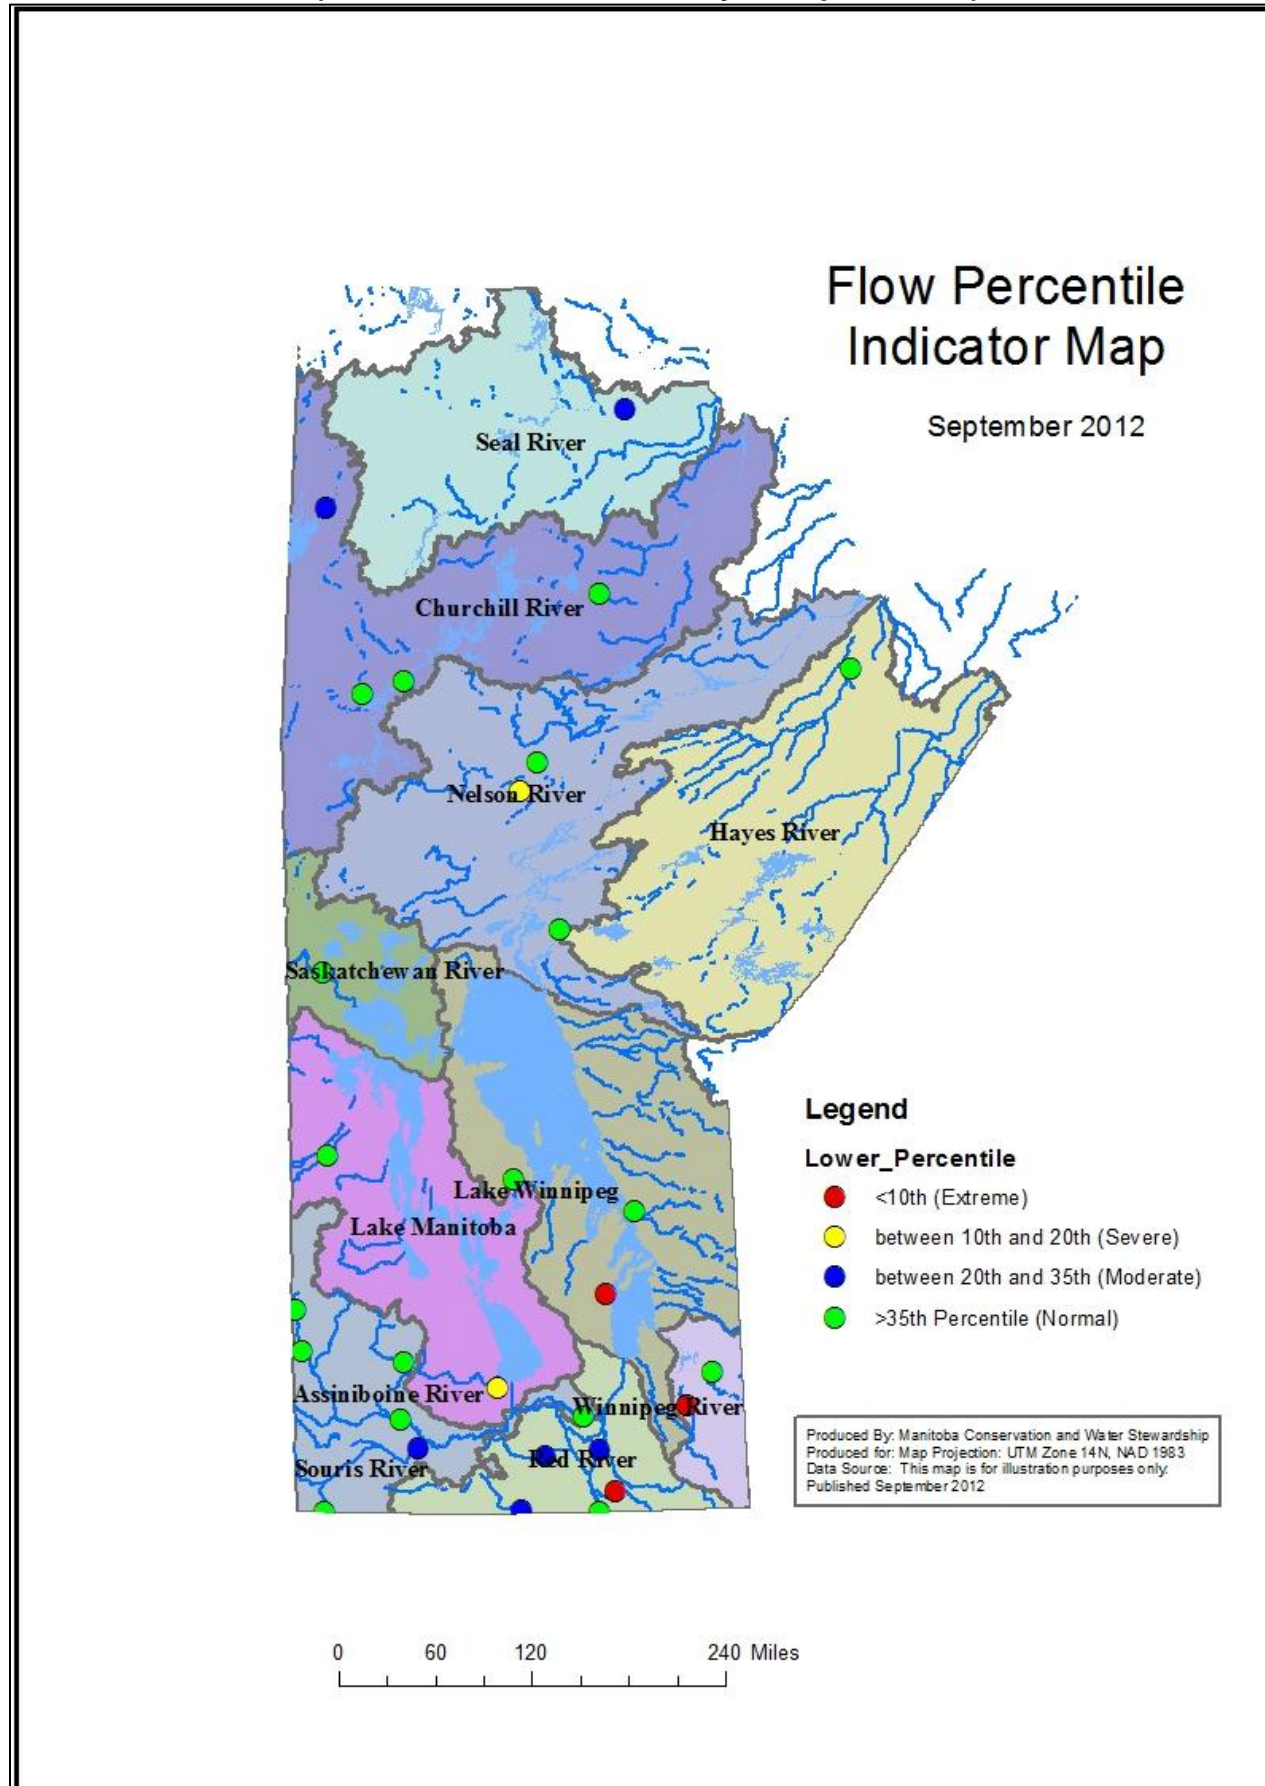 Flow Percentile
Indicator Map
September 2012
Seal River
Churchill River
Nelson River
Hayes River
Saskatchewan River
Lake Winnipeg
Lake Manitoba
Assiniboine River
Winnipeg River
Souris River
Red River
Legend
Lower_Percentile
<10th (Extreme)
between 10th and 20th (Severe)
between 20th and 35th (Moderate)
>35th Percentile (Normal)
Produced By: Manitoba Conservation and Water Stewardship
Produced for: Map Projection: UTM Zone 14N, NAD 1983
Data Source: This map is for illustration purposes only.
Published September 2012
0 60 120 240 Miles